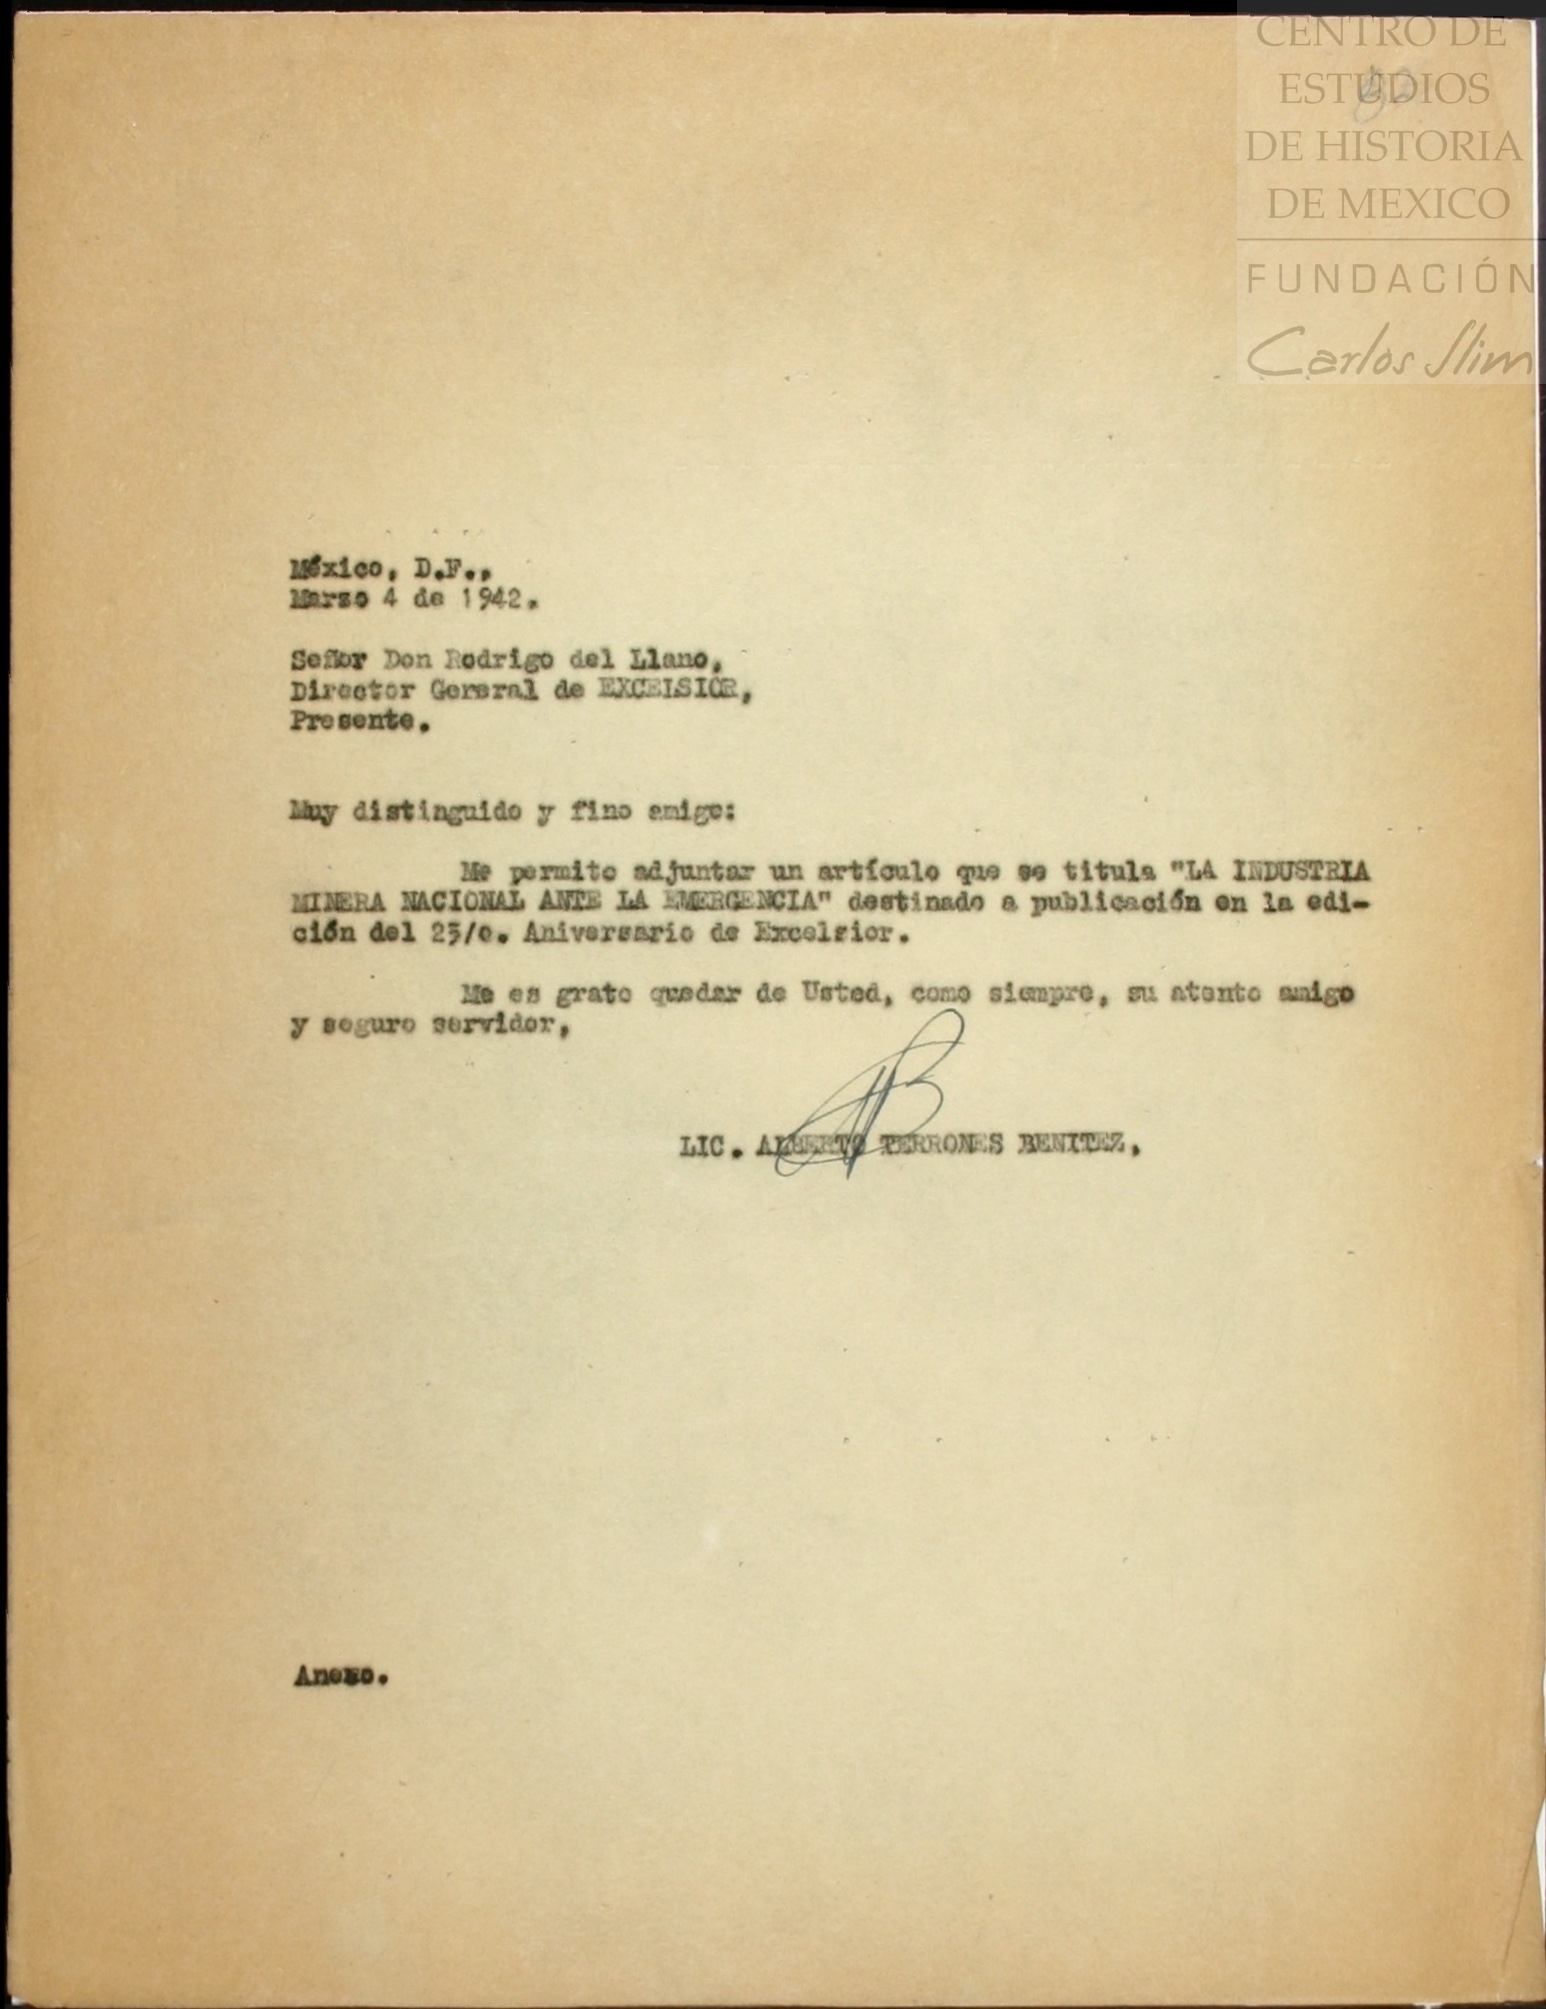 CENTRO DE
ESTUDIOS
DE HISTORIA
DE MEXICO
FUNDACIÓN
Carlos Slim
México, D.F.,
Marzo 4 de 1942.
Señor Don Rodrigo del Llano,
Director General de EXCELSIOR,
Presente.
Muy distinguido y fino amigo:
Me permito adjuntar un artículo que se titula "LA INDUSTRIA
MINERA NACIONAL ANTE LA EMERGENCIA" destinado a publicación en la edi-
ción del 25/o. Aniversario de Excelsior.
Me es grato quedar de Usted, como siempre, su atento amigo
y seguro servidor,
LIC. ALBERTO TERRONES BENITEZ.
Anexo.